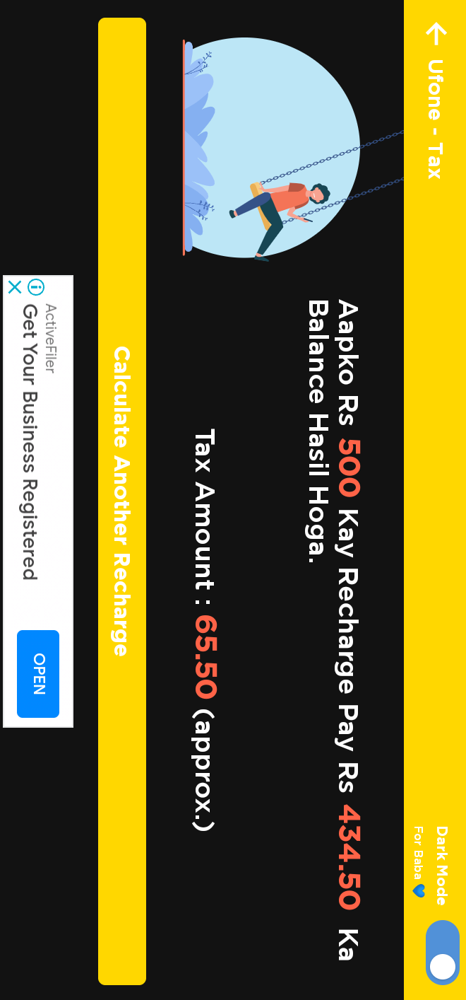 Ufone - Tax
Dark Mode
For Baba 💙
Aapko Rs 500 Kay Recharge Pay Rs 434.50 Ka
Balance Hasil Hoga.
Tax Amount : 65.50 (approx.)
Calculate Another Recharge
ActiveFiler
Get Your Business Registered
OPEN